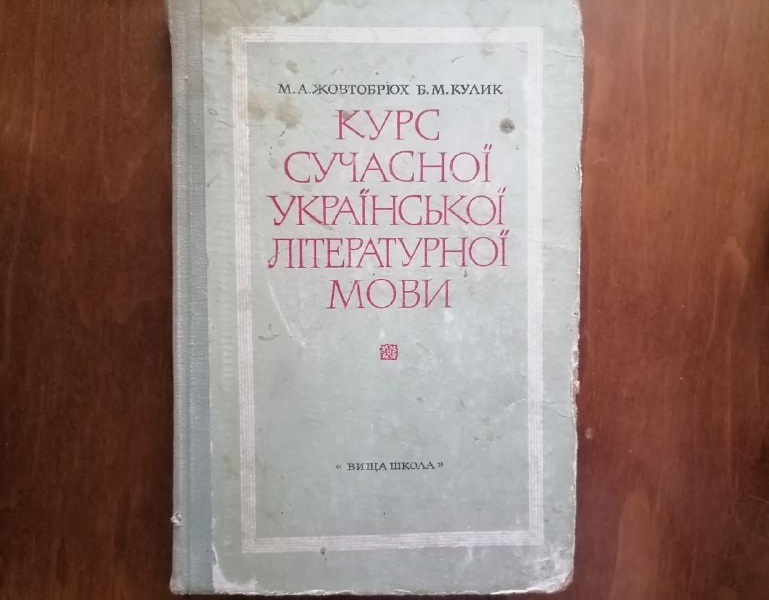 М.А.ЖОВТОБРЮХ Б.М.КУЛИК
КУРС
СУЧАСНОЇ
УКРАЇНСЬКОЇ
ЛІТЕРАТУРНОЇ
МОВИ
«ВИЩА ШКОЛА»